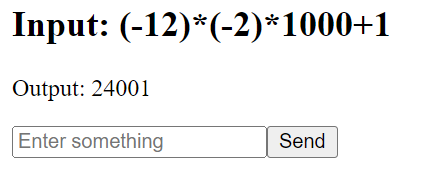 Input: (-12)*(-2)*1000+1
Output: 24001
Enter something Send